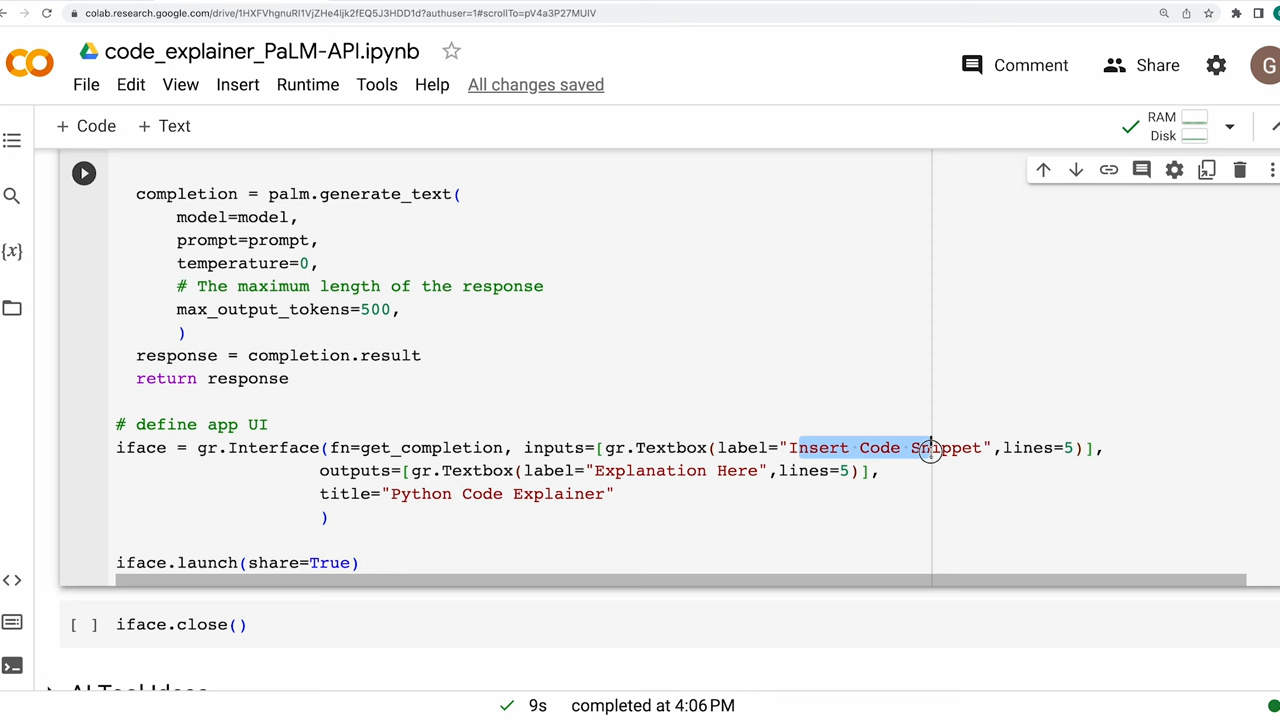 colab.research.google.com/drive/1HXFVhgnuRI1VjZHe4ljk2fEQ5J3HDD1d?authuser=1#scrollTo=pV4a3P27MUIV
code_explainer_PaLM-API.ipynb
Comment
Share
G
File Edit View Insert Runtime Tools Help All changes saved
+ Code + Text
RAM
Disk
completion = palm.generate_text(
model=model,
prompt=prompt,
temperature=0,
# The maximum length of the response
max_output_tokens=500,
)
response = completion.result
return response
# define app UI
iface = gr.Interface(fn=get_completion, inputs=[gr.Textbox(label="Insert Code Snippet",lines=5)],
outputs=[gr.Textbox(label="Explanation Here",lines=5)],
title="Python Code Explainer"
)
iface.launch(share=True)
[ ] iface.close()
AI Tool Ideas
9s completed at 4:06 PM